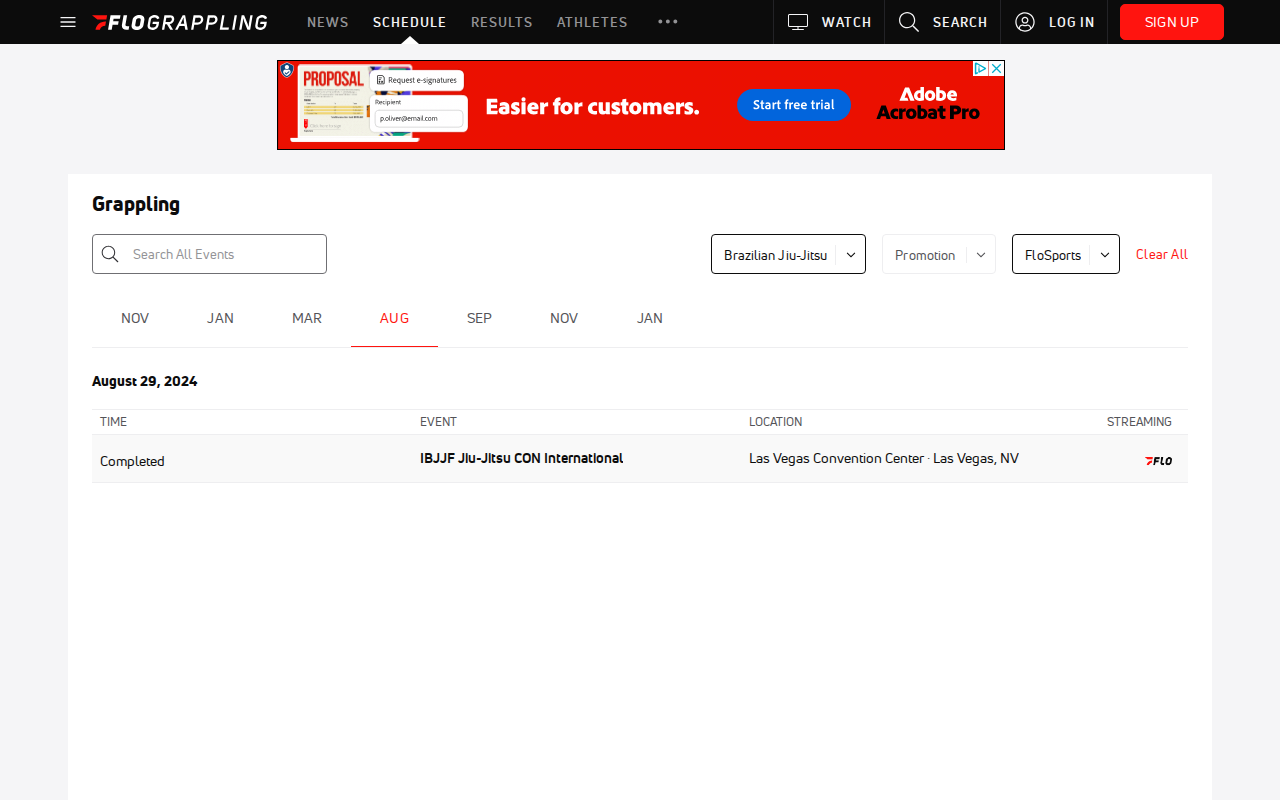 FLOGRAPPLING NEWS SCHEDULE RESULTS ATHLETES WATCH SEARCH LOG IN SIGN UP
PROPOSAL
Request e-signatures
Recipient
p.oliver@email.com
Easier for customers.
Start free trial
Adobe
Acrobat Pro
Grappling
Search All Events Brazilian Jiu-Jitsu Promotion FloSports Clear All
NOV JAN MAR AUG SEP NOV JAN
August 29, 2024
TIME EVENT LOCATION STREAMING
Completed IBJJF Jiu-Jitsu CON International Las Vegas Convention Center · Las Vegas, NV FLO